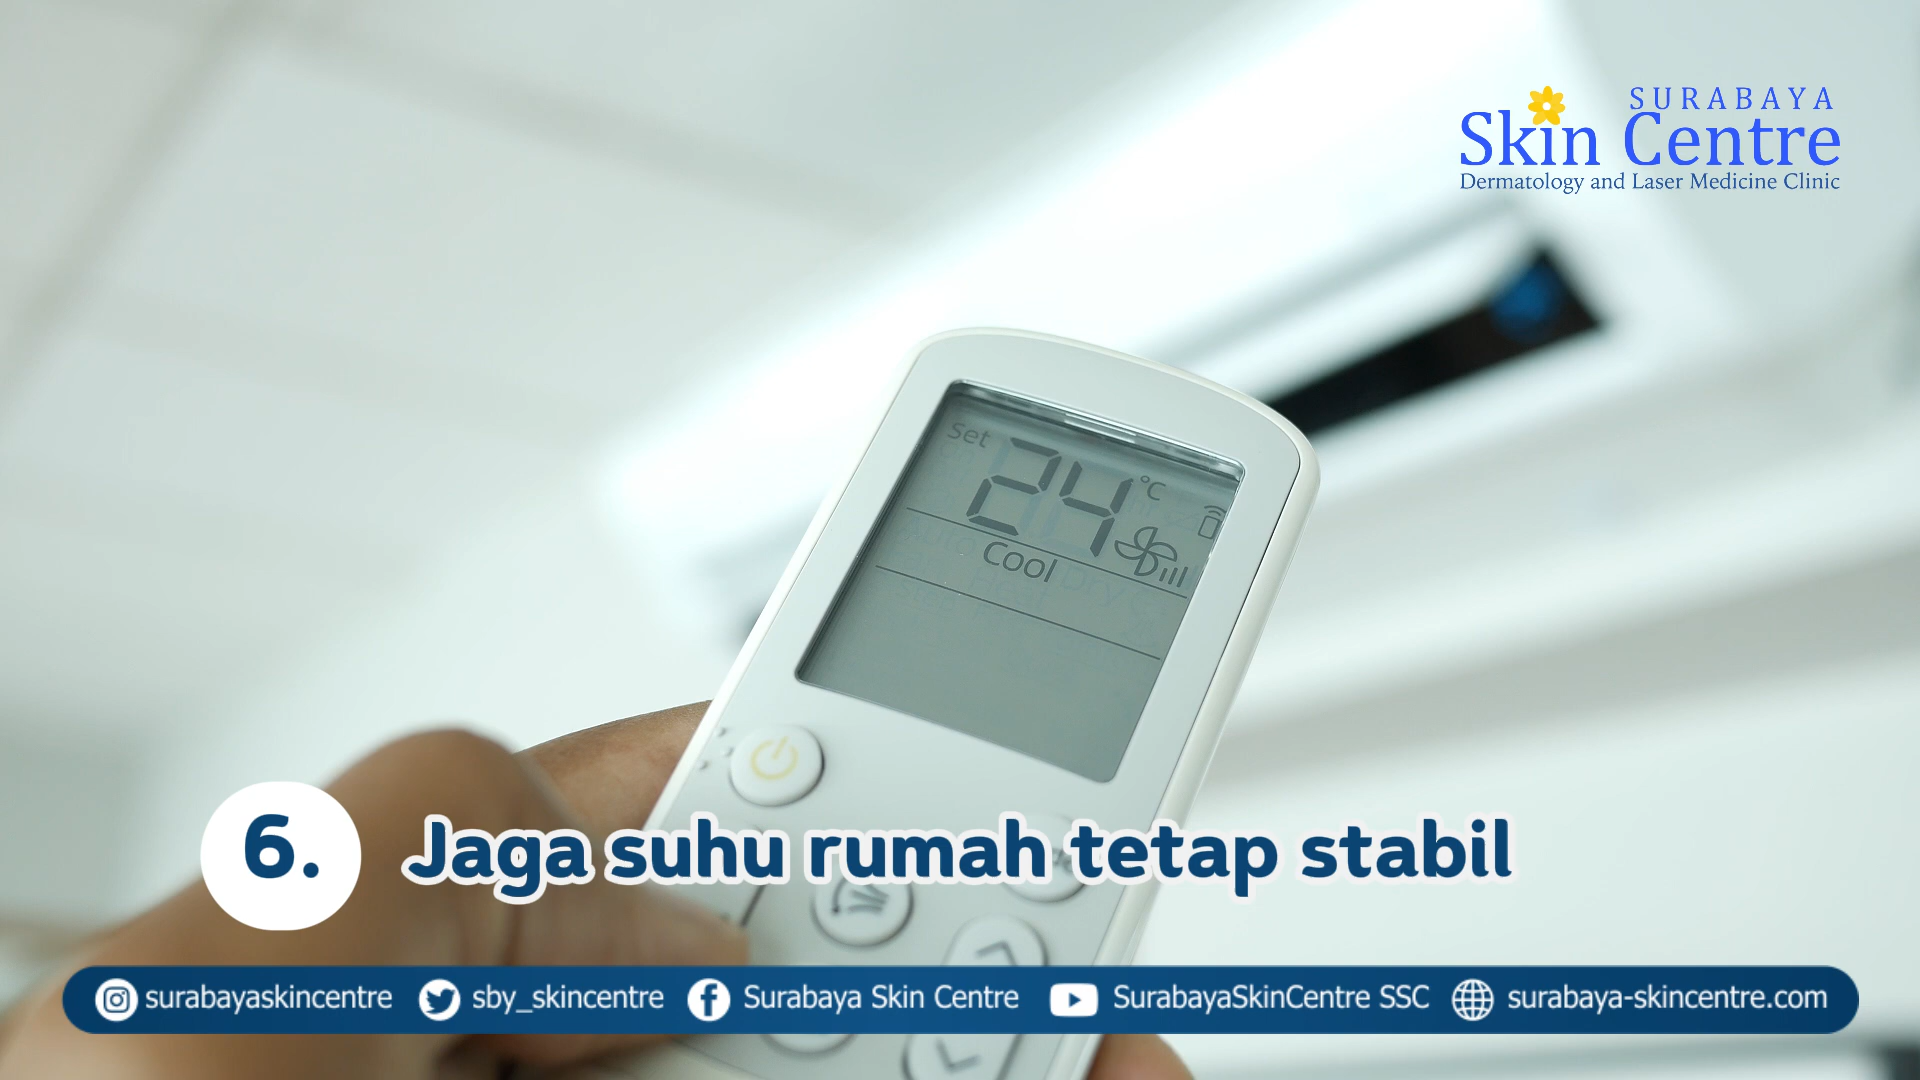 SURABAYA
Skin Centre
Dermatology and Laser Medicine Clinic
Set
24 °C
Cool
6. Jaga suhu rumah tetap stabil
surabayaskincentre sby_skincentre Surabaya Skin Centre SurabayaSkinCentre SSC surabaya-skincentre.com